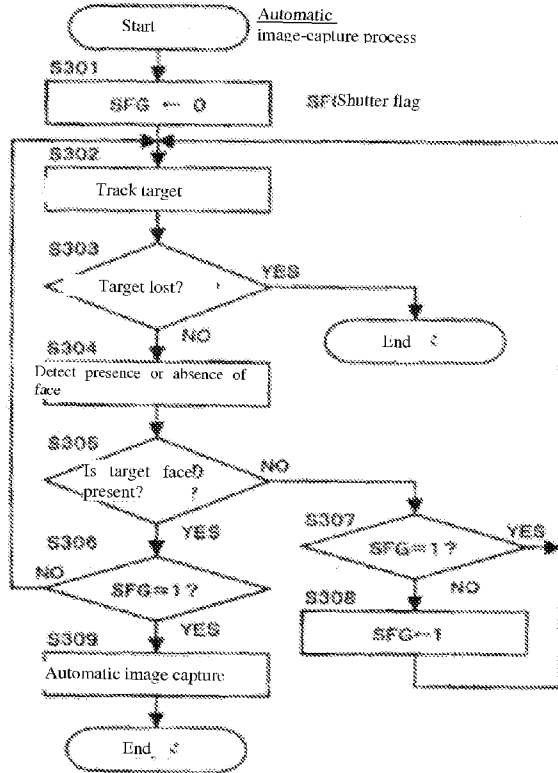 Start
Automatic
image-capture process
S301
SFG ← 0
SF(Shutter flag
S302
Track target
S303
Target lost?
YES
NO
End
S304
Detect presence or absence of
face
S305
Is target face
present?
?
NO
YES
S306
NO
SFG=1?
YES
S307
SFG=1?
YES
NO
S308
SFG←1
S309
Automatic image capture
End